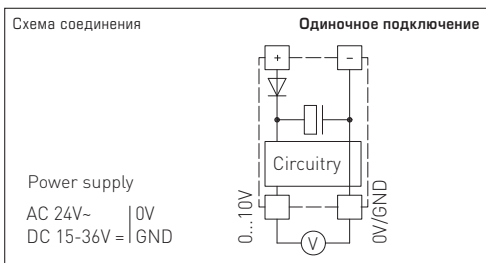 Схема соединения
Одиночное подключение
+ −
Circuitry
Power supply
AC 24V~ | 0V
DC 15-36V = | GND
0...10V
V
0V/GND